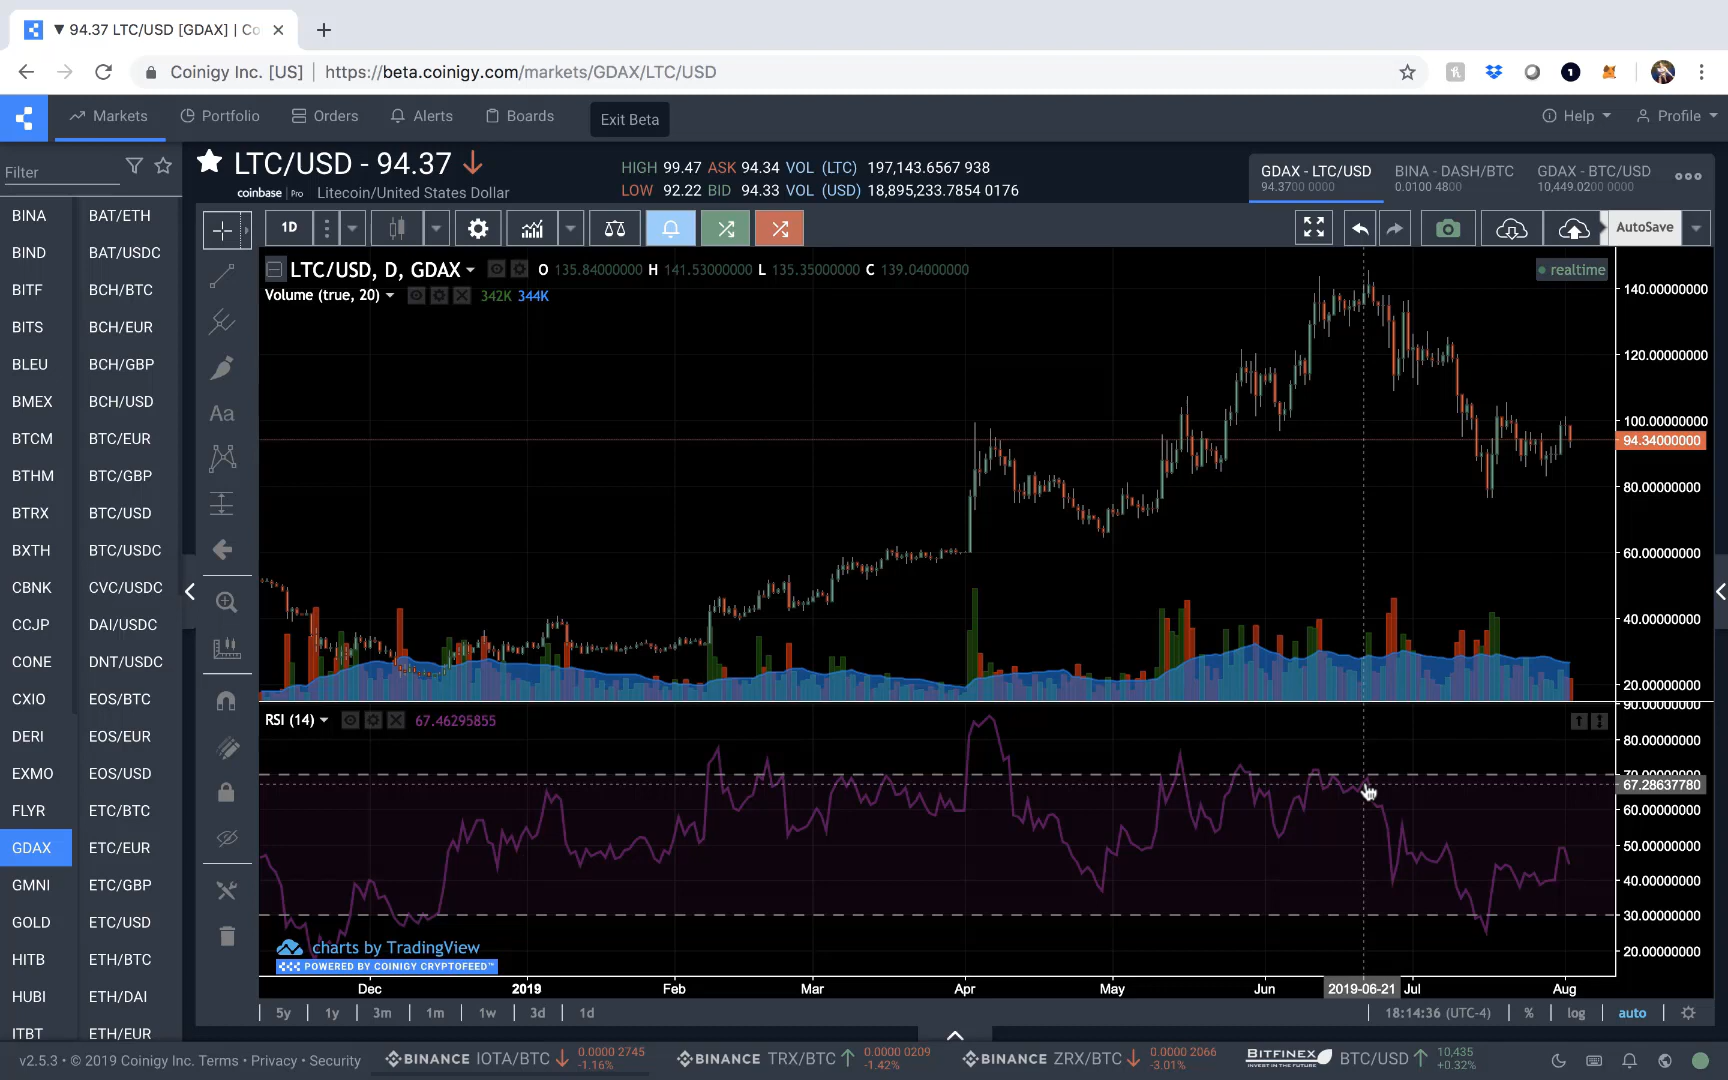 94.37 LTC/USD [GDAX] | Co
Coinigy Inc. [US] | https://beta.coinigy.com/markets/GDAX/LTC/USD
Markets Portfolio Orders Alerts Boards Exit Beta Help Profile
Filter
LTC/USD - 94.37
coinbase | Pro Litecoin/United States Dollar
HIGH 99.47 ASK 94.34 VOL (LTC) 197,143.6567 938
LOW 92.22 BID 94.33 VOL (USD) 18,895,233.7854 0176
GDAX - LTC/USD BINA - DASH/BTC GDAX - BTC/USD
94.3700 0000 0.0100 4800 10,449.0200 0000
1D AutoSave
BINA BAT/ETH
BIND BAT/USDC
BITF BCH/BTC
BITS BCH/EUR
BLEU BCH/GBP
BMEX BCH/USD
BTCM BTC/EUR
BTHM BTC/GBP
BTRX BTC/USD
BXTH BTC/USDC
CBNK CVC/USDC
CCJP DAI/USDC
CONE DNT/USDC
CXIO EOS/BTC
DERI EOS/EUR
EXMO EOS/USD
FLYR ETC/BTC
GDAX ETC/EUR
GMNI ETC/GBP
GOLD ETC/USD
HITB ETH/BTC
HUBI ETH/DAI
ITBT ETH/EUR
Aa
LTC/USD, D, GDAX O 135.84000000 H 141.53000000 L 135.35000000 C 139.04000000
realtime
Volume (true, 20) 342K 344K
140.00000000
120.00000000
100.00000000
94.34000000
80.00000000
60.00000000
40.00000000
20.00000000
RSI (14) 67.46295855
90.00000000
80.00000000
70.00000000
67.28637780
60.00000000
50.00000000
40.00000000
30.00000000
20.00000000
charts by TradingView
POWERED BY COINIGY CRYPTOFEED™
Dec 2019 Feb Mar Apr May Jun 2019-06-21 Jul Aug
5y 1y 3m 1m 1w 3d 1d 18:14:36 (UTC-4) % log auto
v2.5.3 • © 2019 Coinigy Inc. Terms • Privacy • Security
BINANCE IOTA/BTC 0.0000 2745
-1.16%
BINANCE TRX/BTC 0.0000 0209
-1.42%
BINANCE ZRX/BTC 0.0000 2066
-3.01%
BITFINEX BTC/USD 10,435
INVEST IN THE FUTURE +0.32%